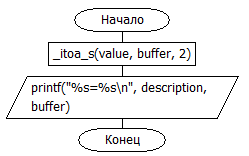 Начало
_itoa_s(value, buffer, 2)
printf("%s=%s\n", description,
buffer)
Конец